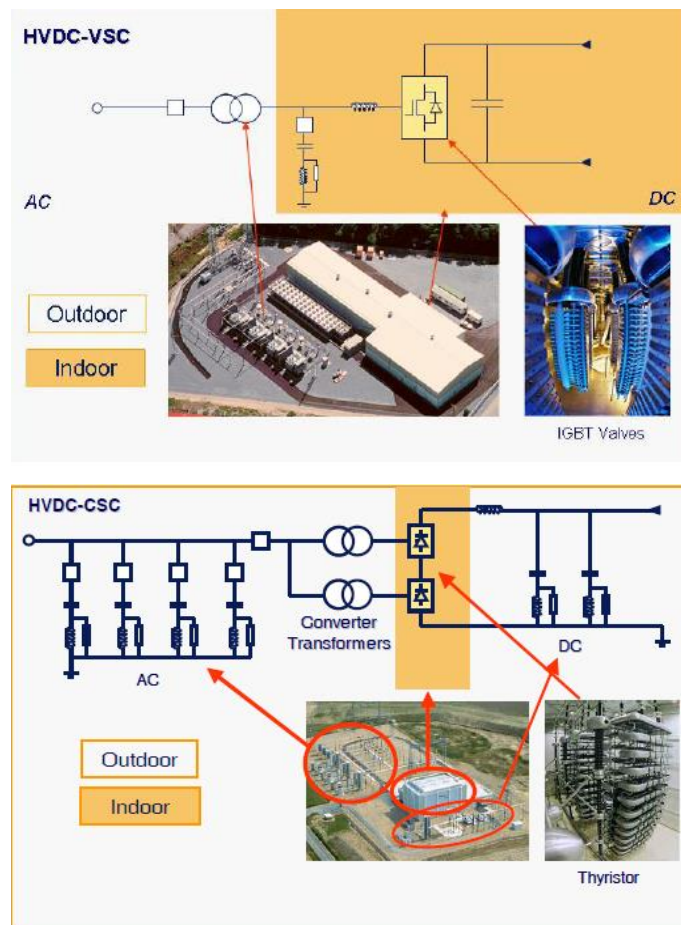 HVDC-VSC
AC
DC
Outdoor
Indoor
IGBT Valves
HVDC-CSC
Converter
Transformers
AC
DC
Outdoor
Indoor
Thyristor